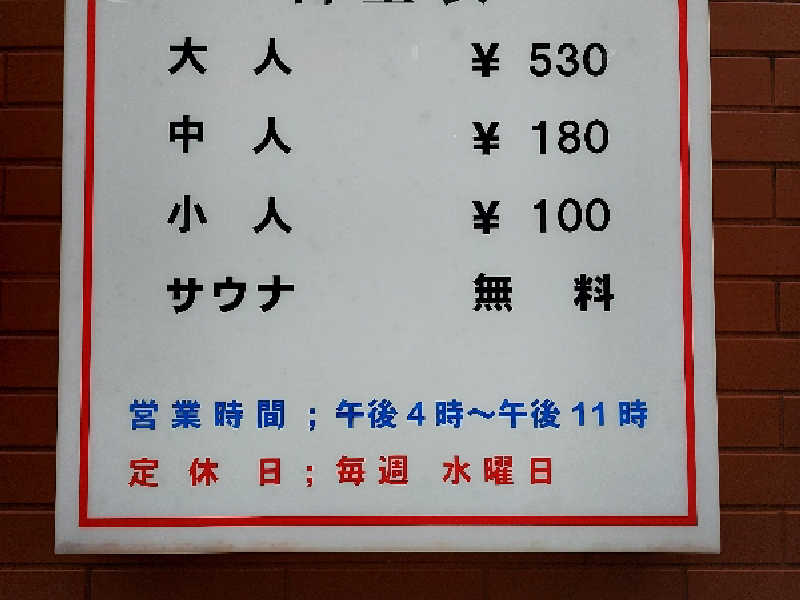 大人 ¥ 530
中人 ¥ 180
小人 ¥ 100
サウナ 無料
営業時間；午後4時～午後11時
定休日；毎週 水曜日